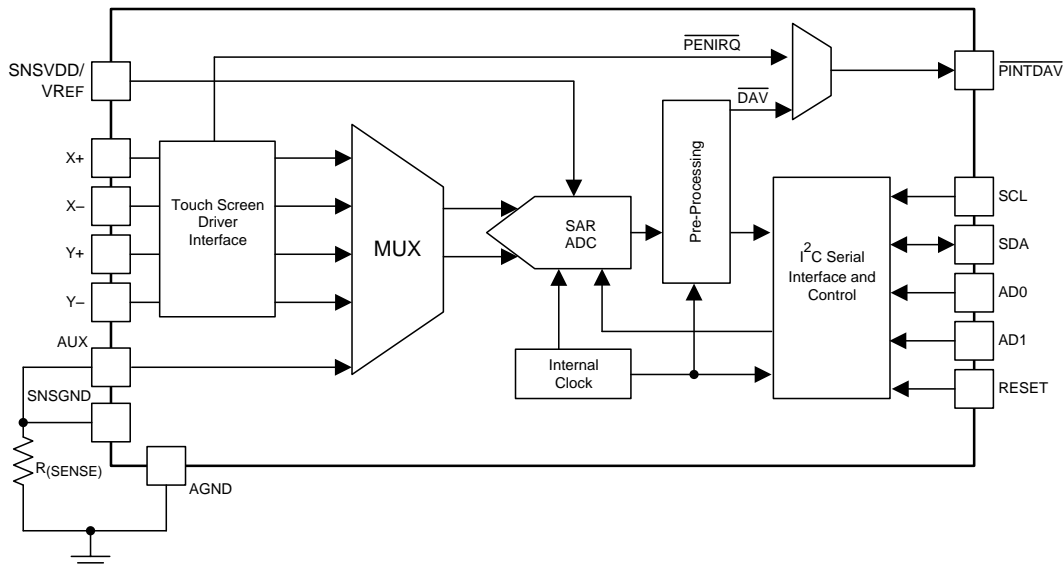 SNSVDD/
VREF
PENIRQ
PINTDAV
DAV
X+
X–
Y+
Y–
Touch Screen
Driver
Interface
MUX
SAR
ADC
Pre-Processing
I2C Serial
Interface and
Control
SCL
SDA
AD0
AD1
RESET
AUX
Internal
Clock
SNSGND
R(SENSE)
AGND